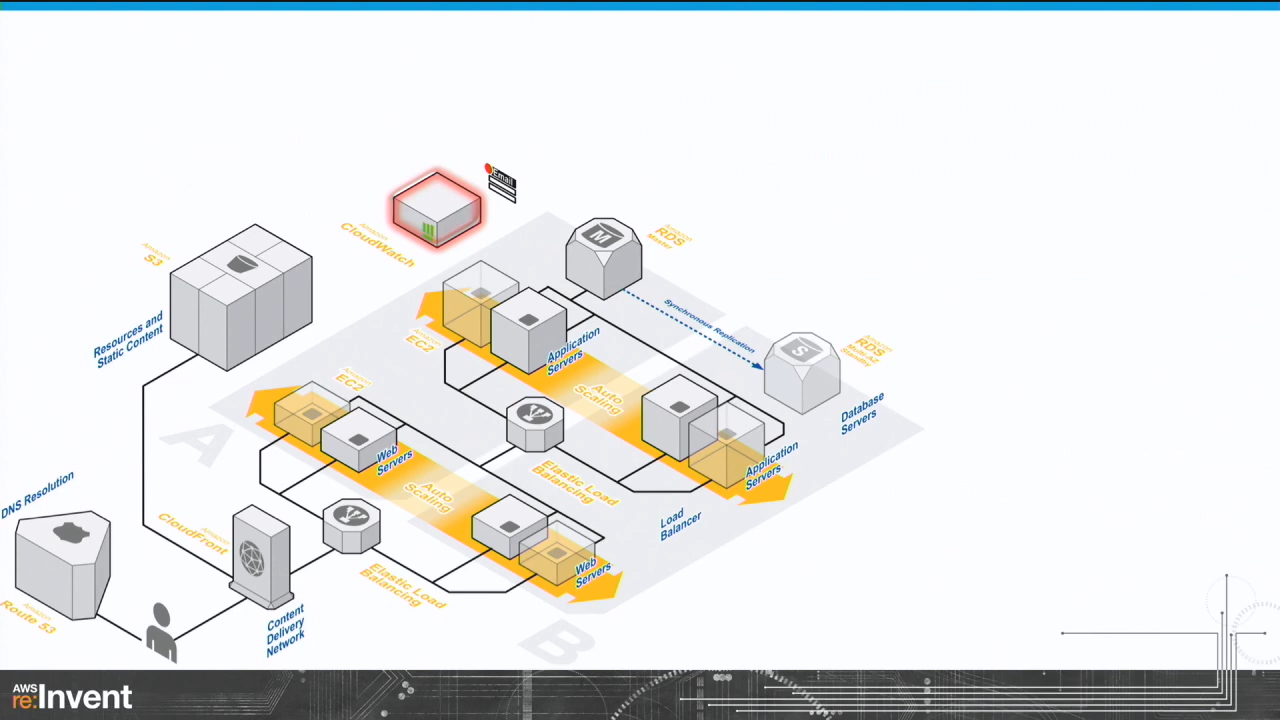 Email
Amazon
CloudWatch
Amazon
RDS
Master
M
Amazon
S3
Resources and
Static Content
Synchronous Replication
Amazon
EC2
Application
Servers
Auto
Scaling
S
Amazon
RDS
Multi-AZ
Standby
Database
Servers
Amazon
EC2
Web
Servers
Auto
Scaling
Elastic Load
Balancing
Application
Servers
A
Load
Balancer
DNS Resolution
Amazon
CloudFront
Amazon
Route 53
Elastic Load
Balancing
Web
Servers
Content
Delivery
Network
B
AWS
re:Invent